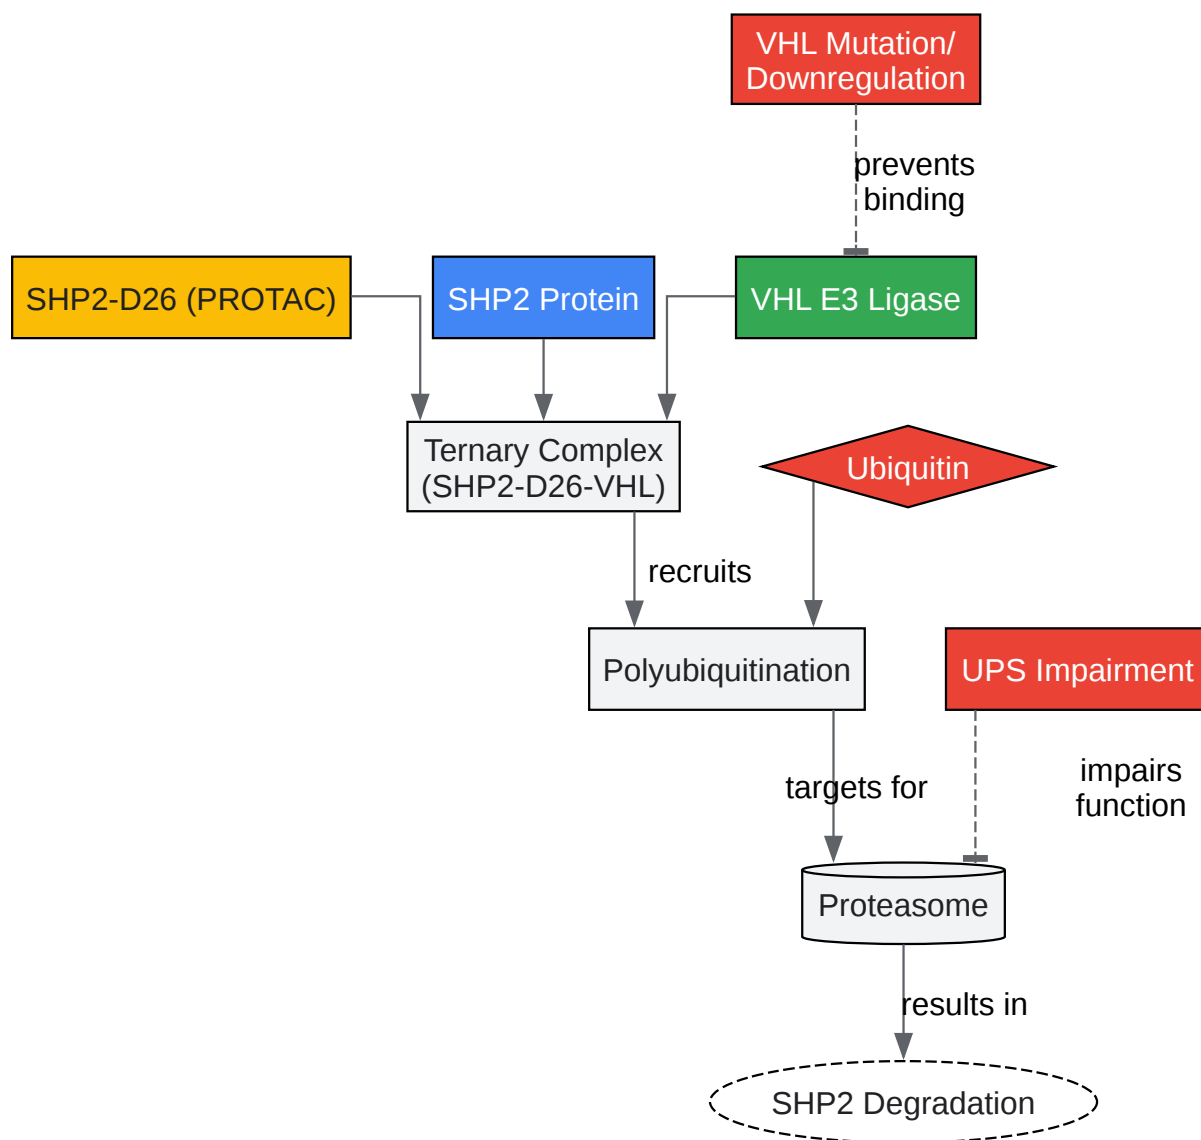 VHL Mutation/
Downregulation
prevents
binding
SHP2-D26 (PROTAC)
SHP2 Protein
VHL E3 Ligase
Ternary Complex
(SHP2-D26-VHL)
Ubiquitin
recruits
Polyubiquitination
UPS Impairment
targets for
impairs
function
Proteasome
results in
SHP2 Degradation